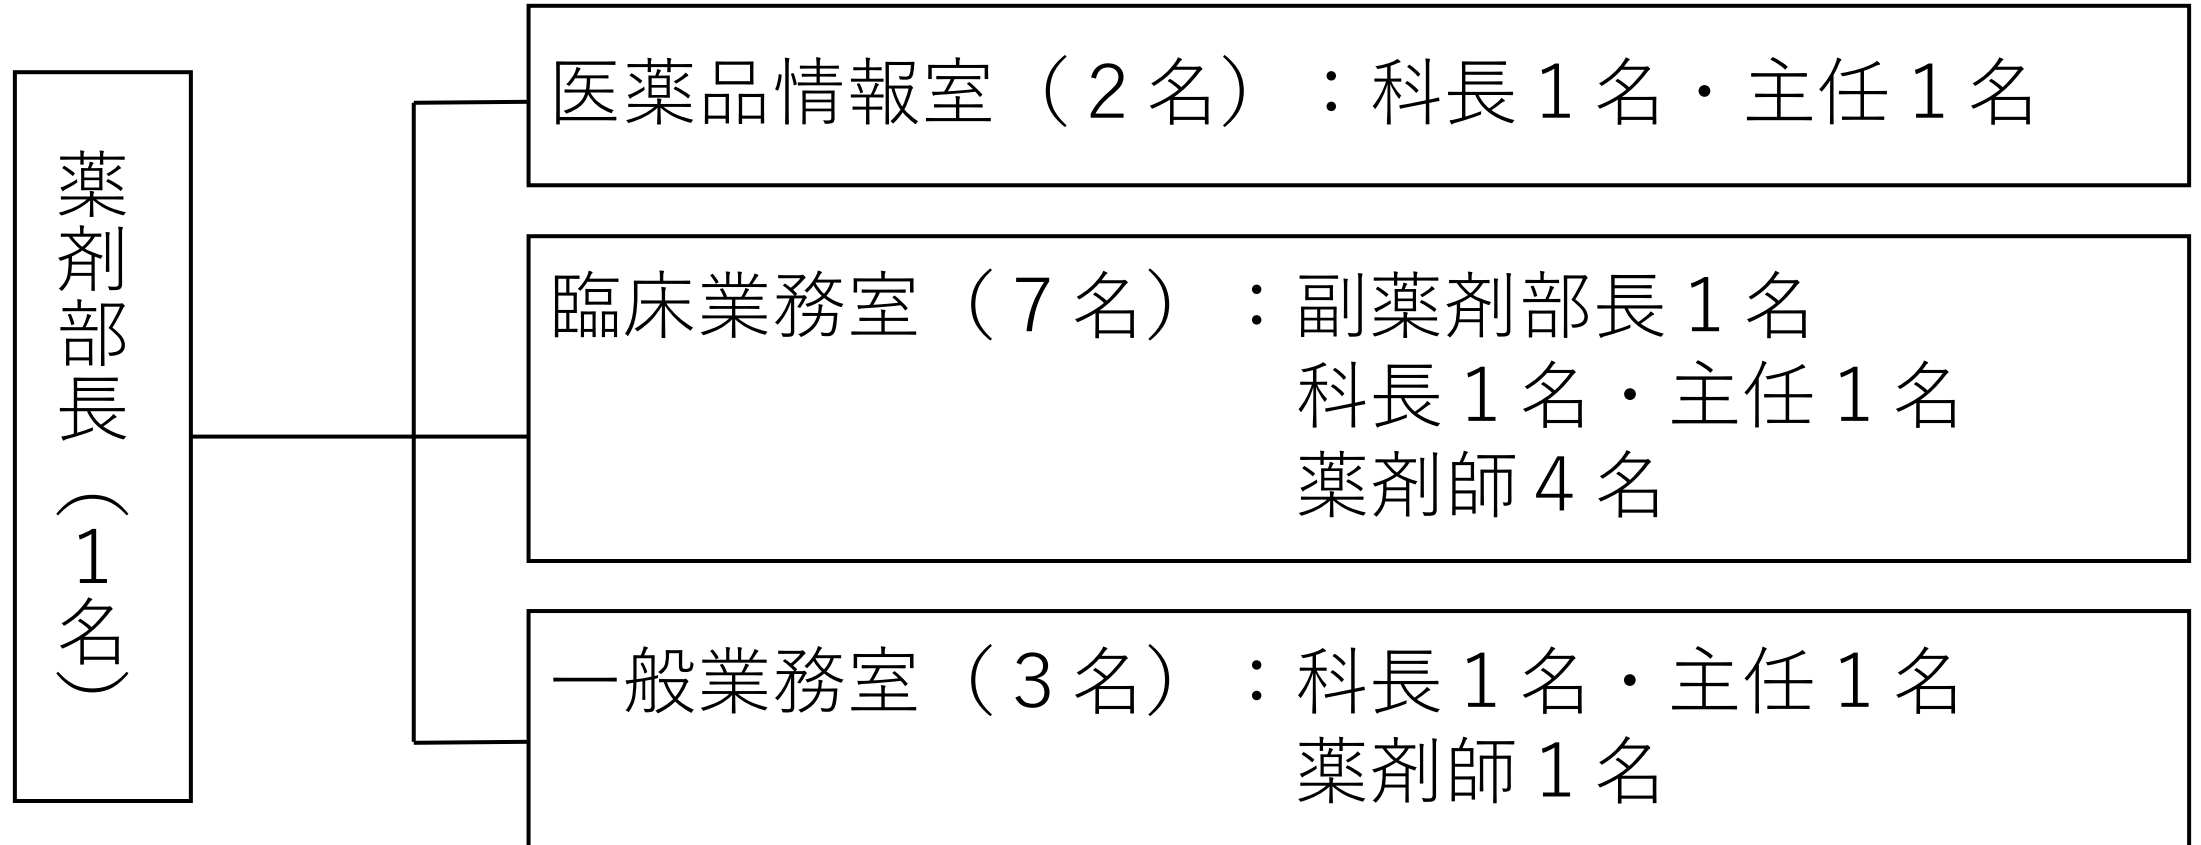 薬剤部長（１名）
医薬品情報室（２名）：科長１名・主任１名
臨床業務室（７名）：副薬剤部長１名
科長１名・主任１名
薬剤師４名
一般業務室（３名）：科長１名・主任１名
薬剤師１名